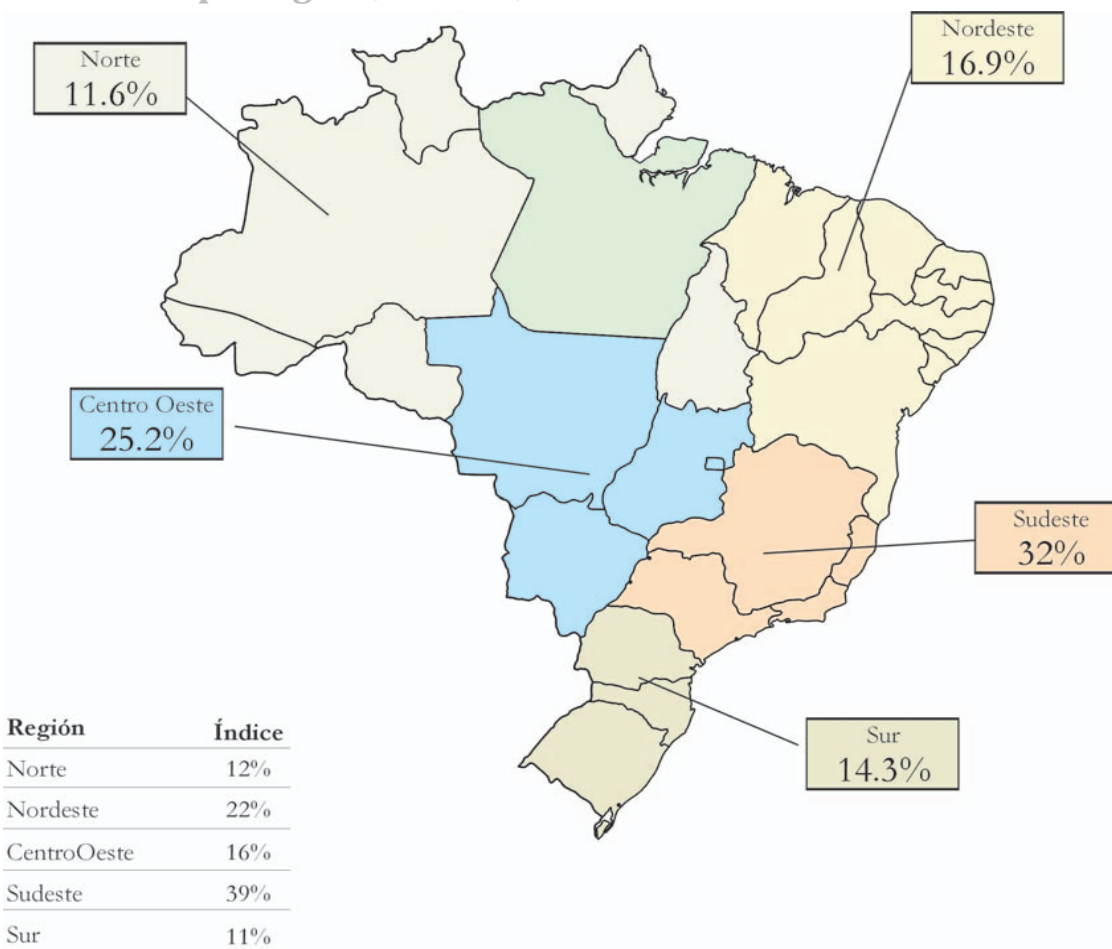 Norte
11.6%
Nordeste
16.9%
Centro Oeste
25.2%
Sudeste
32%
Sur
14.3%
Región Índice
Norte 12%
Nordeste 22%
CentroOeste 16%
Sudeste 39%
Sur 11%